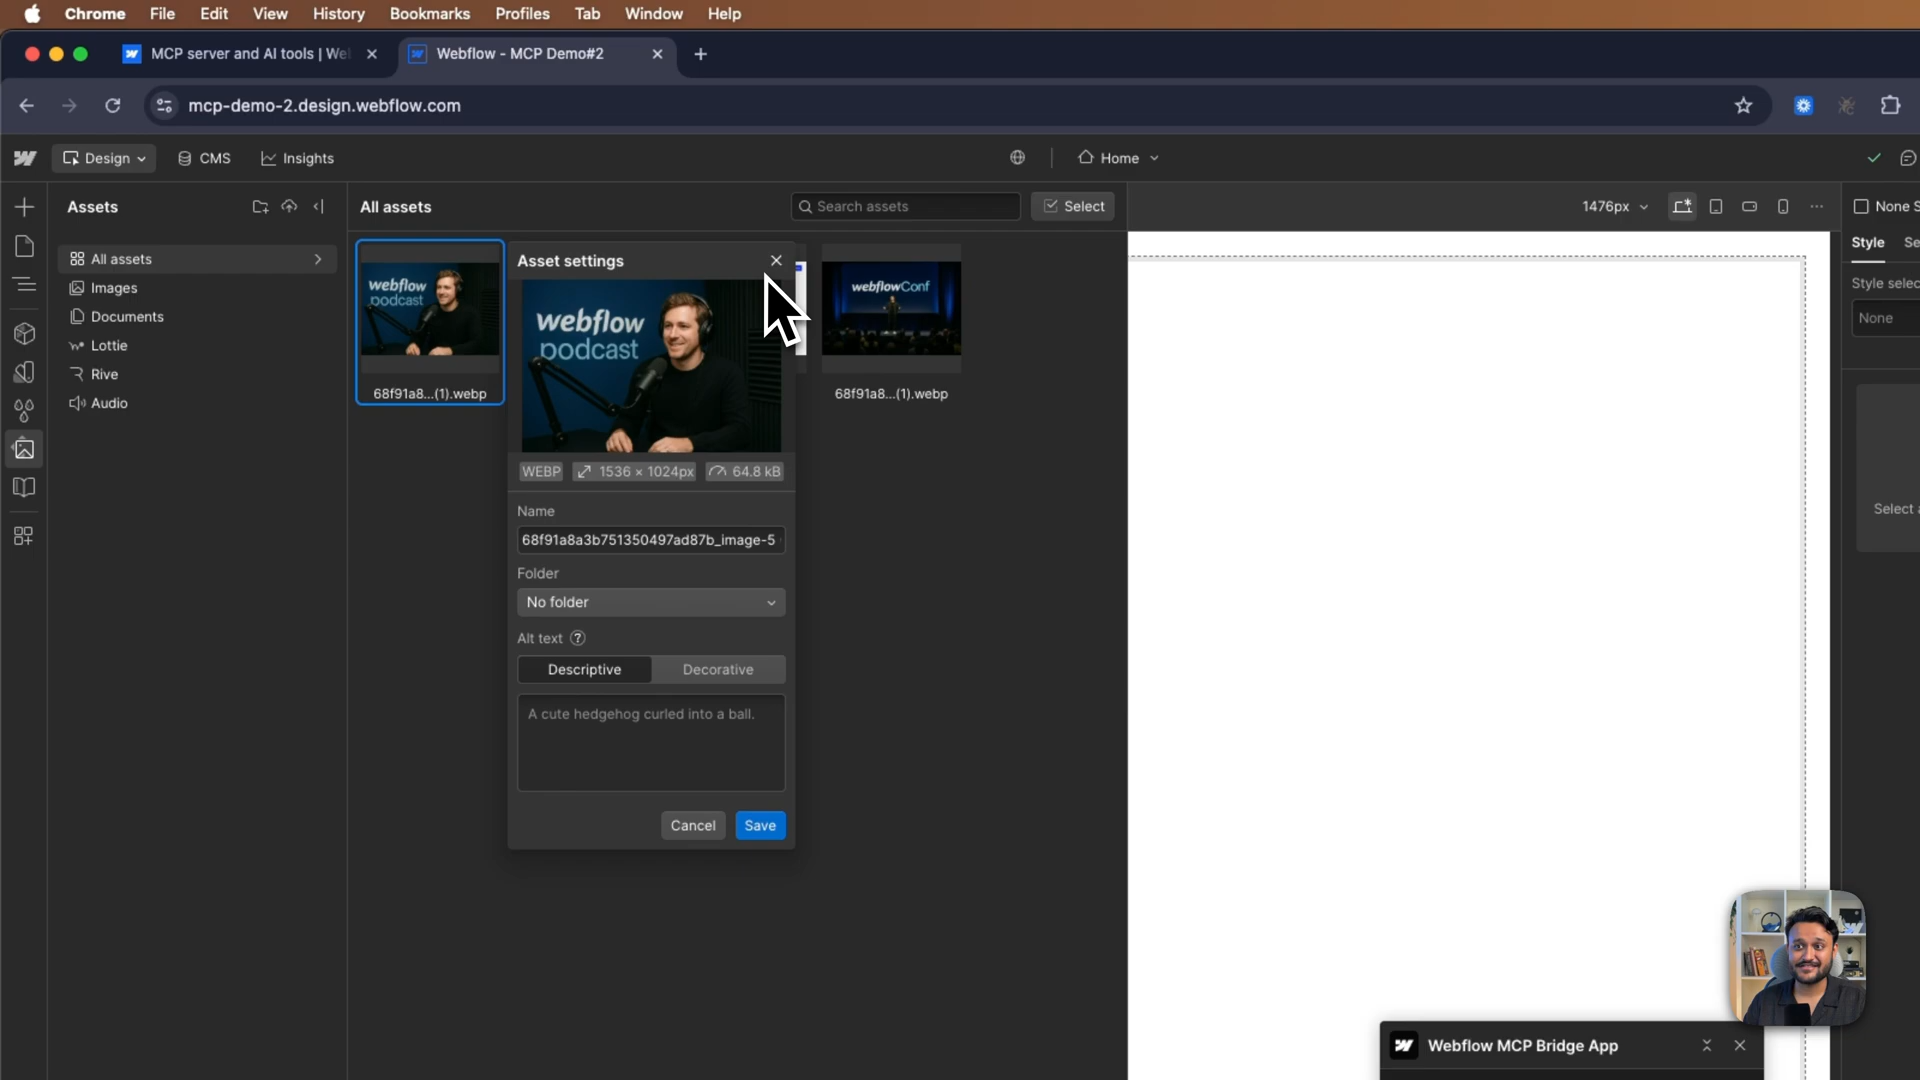 Chrome File Edit View History Bookmarks Profiles Tab Window Help
MCP server and AI tools | We
Webflow - MCP Demo#2
mcp-demo-2.design.webflow.com
Design
CMS
Insights
Home
Assets
All assets
Search assets
Select
1476px
None S
All assets
Images
Documents
Lottie
Rive
Audio
webflow
podcast
68f91a8...(1).webp
Asset settings
webflow
podcast
WEBP
1536 × 1024px
64.8 kB
Name
68f91a8a3b751350497ad87b_image-5
Folder
No folder
Alt text
Descriptive
Decorative
A cute hedgehog curled into a ball.
Cancel
Save
webflowConf
68f91a8...(1).webp
Style
Se
Style selec
None
Select a
Webflow MCP Bridge App